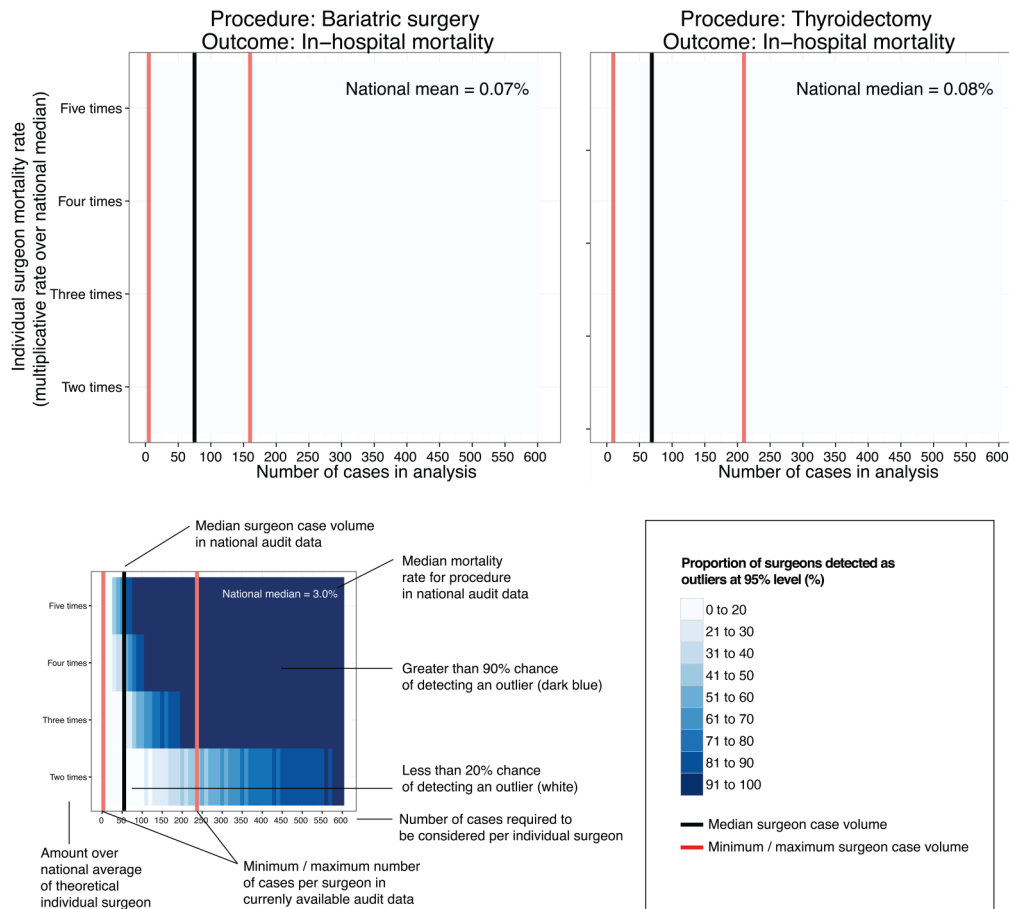 Procedure: Bariatric surgery
Outcome: In-hospital mortality
National mean = 0.07%
Individual surgeon mortality rate
(multiplicative rate over national median)
Five times
Four times
Three times
Two times
0 50 100 150 200 250 300 350 400 450 500 550 600
Number of cases in analysis
Procedure: Thyroidectomy
Outcome: In-hospital mortality
National median = 0.08%
0 50 100 150 200 250 300 350 400 450 500 550 600
Number of cases in analysis
Median surgeon case volume
in national audit data
Median mortality
rate for procedure
in national audit data
National median = 3.0%
Five times
Four times
Three times
Two times
0 50 100 150 200 250 300 350 400 450 500 550 600
Greater than 90% chance
of detecting an outlier (dark blue)
Less than 20% chance
of detecting an outlier (white)
Number of cases required to
be considered per individual surgeon
Amount over
national average
of theoretical
individual surgeon
Minimum / maximum number
of cases per surgeon in
currently available audit data
Proportion of surgeons detected as
outliers at 95% level (%)
0 to 20
21 to 30
31 to 40
41 to 50
51 to 60
61 to 70
71 to 80
81 to 90
91 to 100
Median surgeon case volume
Minimum / maximum surgeon case volume